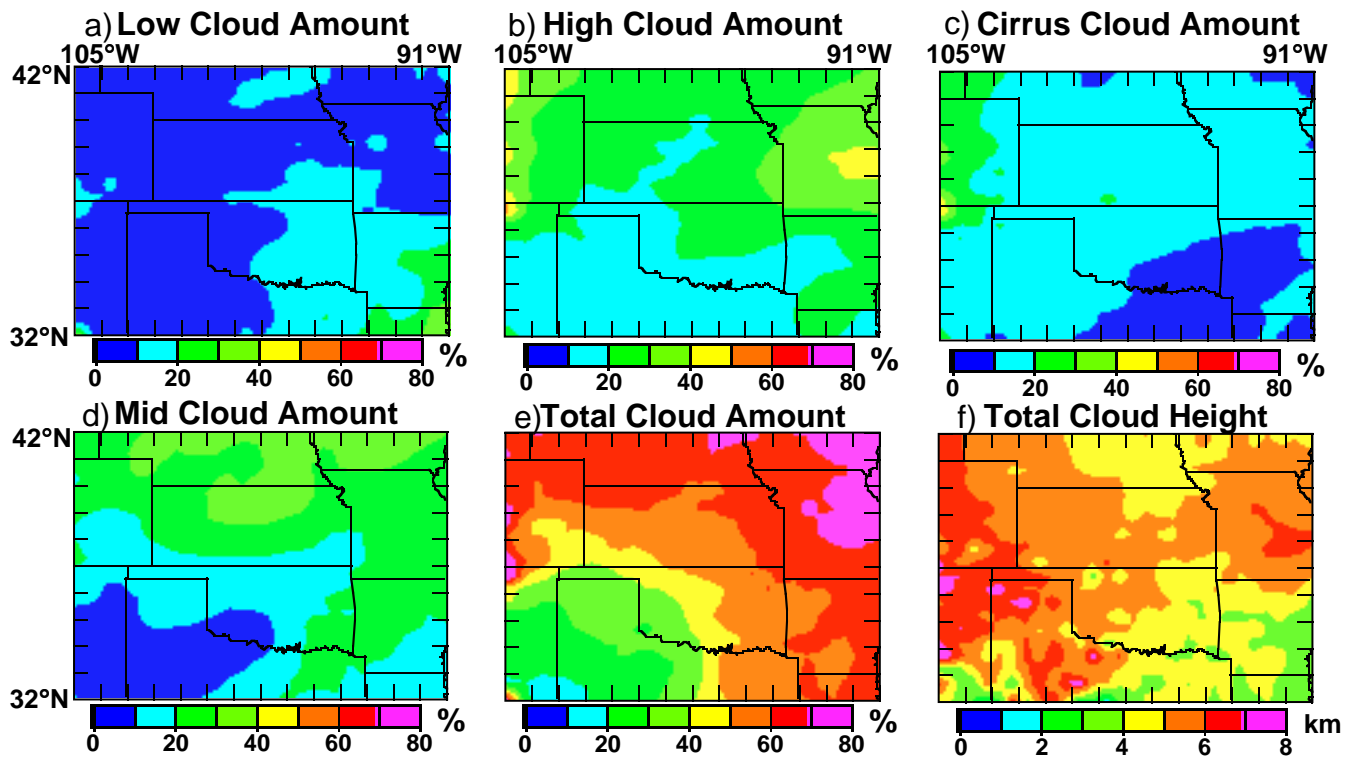 a) Low Cloud Amount
b) High Cloud Amount
c) Cirrus Cloud Amount
105°W 91°W
105°W 91°W
105°W 91°W
42°N
32°N
0 20 40 60 80 %
0 20 40 60 80 %
0 20 40 60 80 %
d) Mid Cloud Amount
e) Total Cloud Amount
f) Total Cloud Height
42°N
32°N
0 20 40 60 80 %
0 20 40 60 80 %
0 2 4 6 8 km